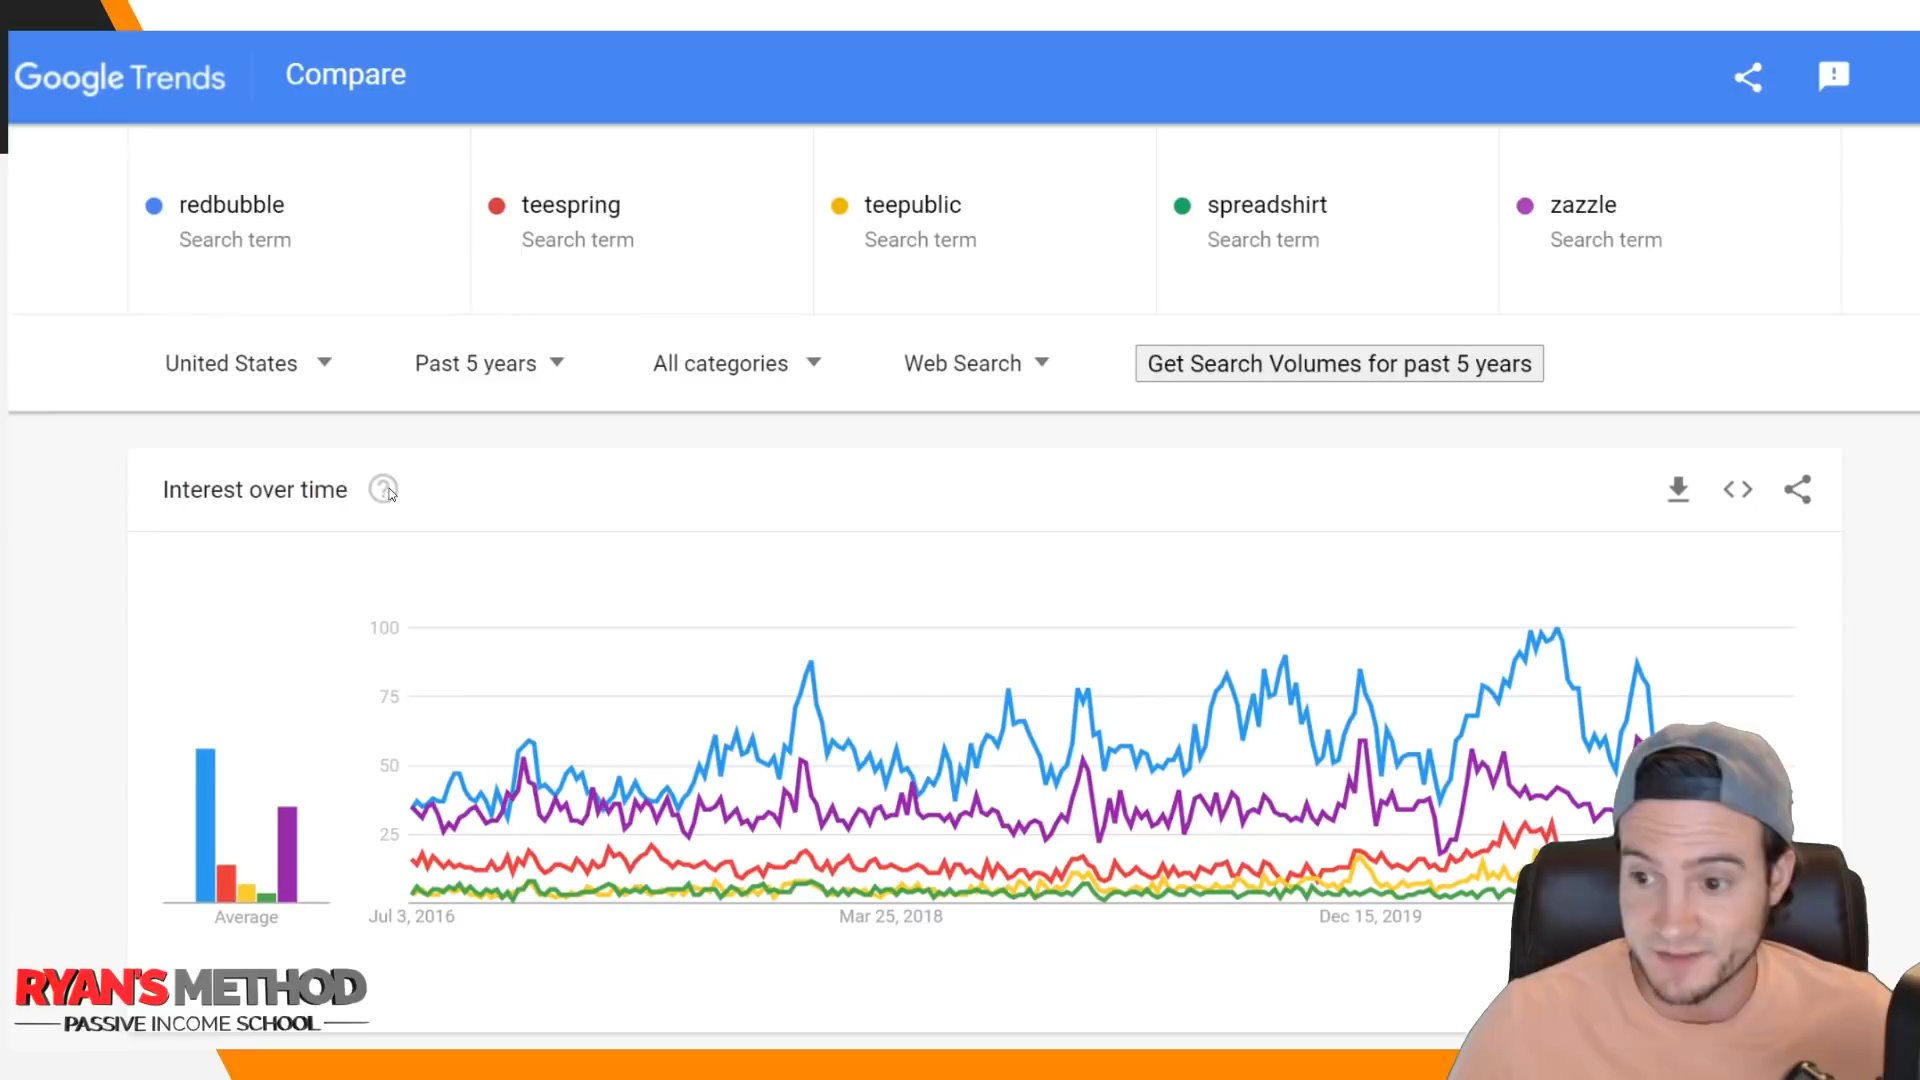 Google Trends Compare
redbubble teespring teepublic spreadshirt zazzle
Search term Search term Search term Search term Search term
United States Past 5 years All categories Web Search Get Search Volumes for past 5 years
Interest over time ?
100
75
50
25
Average Jul 3, 2016 Mar 25, 2018 Dec 15, 2019
RYAN'S METHOD
PASSIVE INCOME SCHOOL